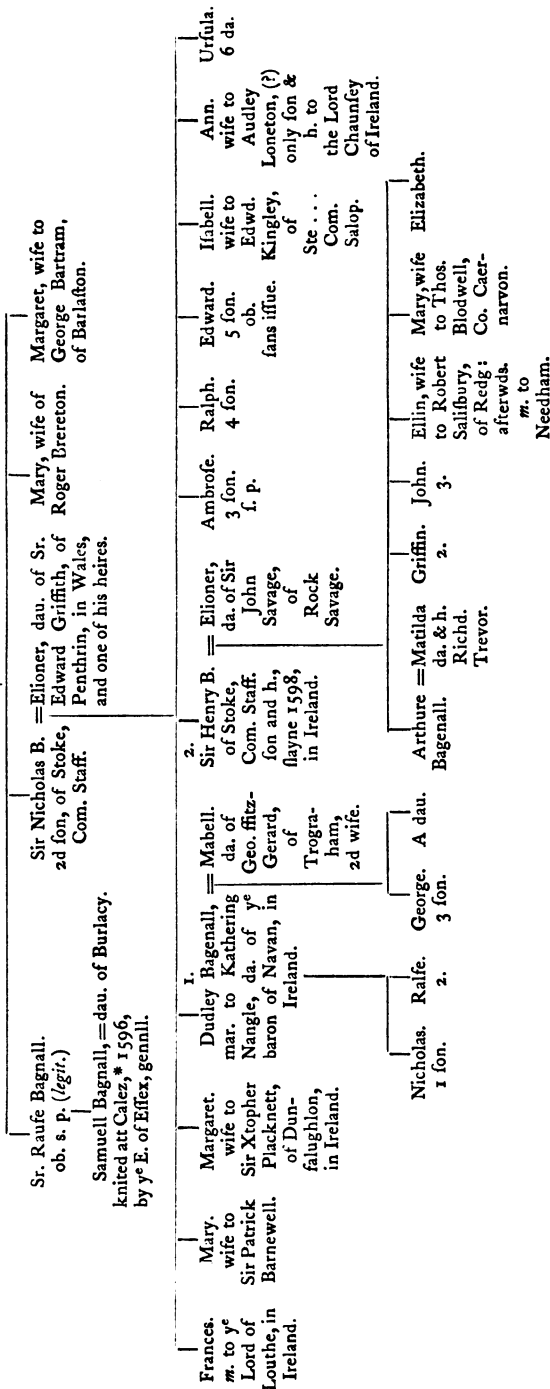 Sr. Raufe Bagnall.
ob. s. p. (legit.)
Samuell Bagnall,=dau. of Burlacy.
knited att Calez,* 1596,
by yᵉ E. of Eſſex, gennll.
Sir Nicholas B.
2d ſon, of Stoke,
Com. Staff.
=Elioner, dau. of Sr.
Edward Griffith, of
Penthrin, in Wales,
and one of his heires.
Mary, wife of
Roger Brereton.
Margaret, wife to
George Bartram,
of Barlaſton.
Frances.
m. to yᵉ
Lord of
Louthe, in
Ireland.
Mary.
wife to
Sir Patrick
Barnewell.
Margaret.
wife to
Sir Xtopher
Placknett,
of Dun-
falughlon,
in Ireland.
1.
Dudley Bagenall,
mar. to Kathering
Nangle, da. of yᵉ
baron of Navan, in
Ireland.
= Mabell.
da. of
Geo. ffitz-
Gerard,
of
Trogra-
ham,
2d wife.
2.
Sir Henry B.
of Stoke,
Com. Staff.
ſon and h.,
ſlayne 1598,
in Ireland.
= Elioner,
da. of Sir
John
Savage,
of
Rock
Savage.
Ambroſe.
3 ſon.
ſ. p.
Ralph.
4 ſon.
Edward.
5 ſon.
ob.
ſans iſſue.
Iſabell.
wife to
Edwd.
Kingley,
of
Ste . . .
Com.
Salop.
Ann.
wife to
Audley
Loneton, (?)
only ſon &
h. to
the Lord
Chaunſey
of Ireland.
Urſula.
6 da.
Nicholas.
1 ſon.
Ralfe.
2.
George.
3 ſon.
A dau.
Arthure
Bagenall.
=Matilda
da. & h.
Richd.
Trevor.
Griffin.
2.
John.
3.
Ellin, wife
to Robert
Saliſbury,
of Redg:
afterwds.
m. to
Needham.
Mary, wife
to Thos.
Blodwell,
Co. Caer-
narvon.
Elizabeth.